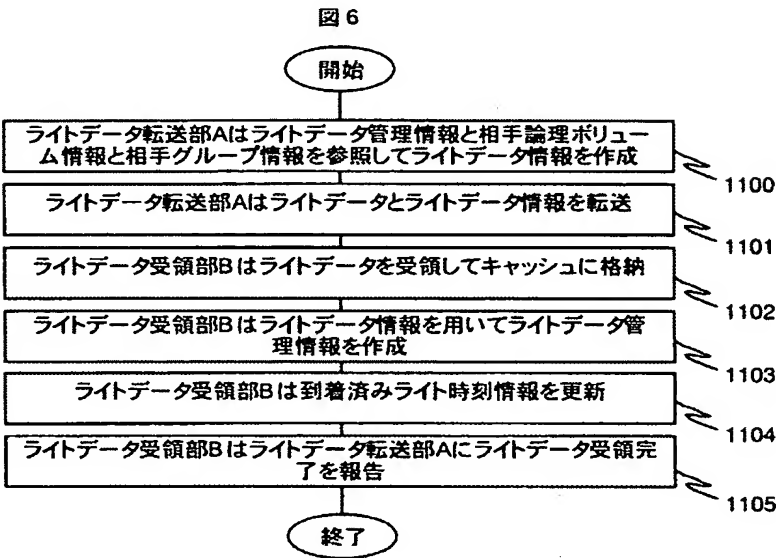 図6
開始
ライトデータ転送部Aはライトデータ管理情報と相手論理ボリュー
ム情報と相手グループ情報を参照してライトデータ情報を作成
1100
ライトデータ転送部Aはライトデータとライトデータ情報を転送
1101
ライトデータ受領部Bはライトデータを受領してキャッシュに格納
1102
ライトデータ受領部Bはライトデータ情報を用いてライトデータ管
理情報を作成
1103
ライトデータ受領部Bは到着済みライト時刻情報を更新
1104
ライトデータ受領部Bはライトデータ転送部Aにライトデータ受領完
了を報告
1105
終了